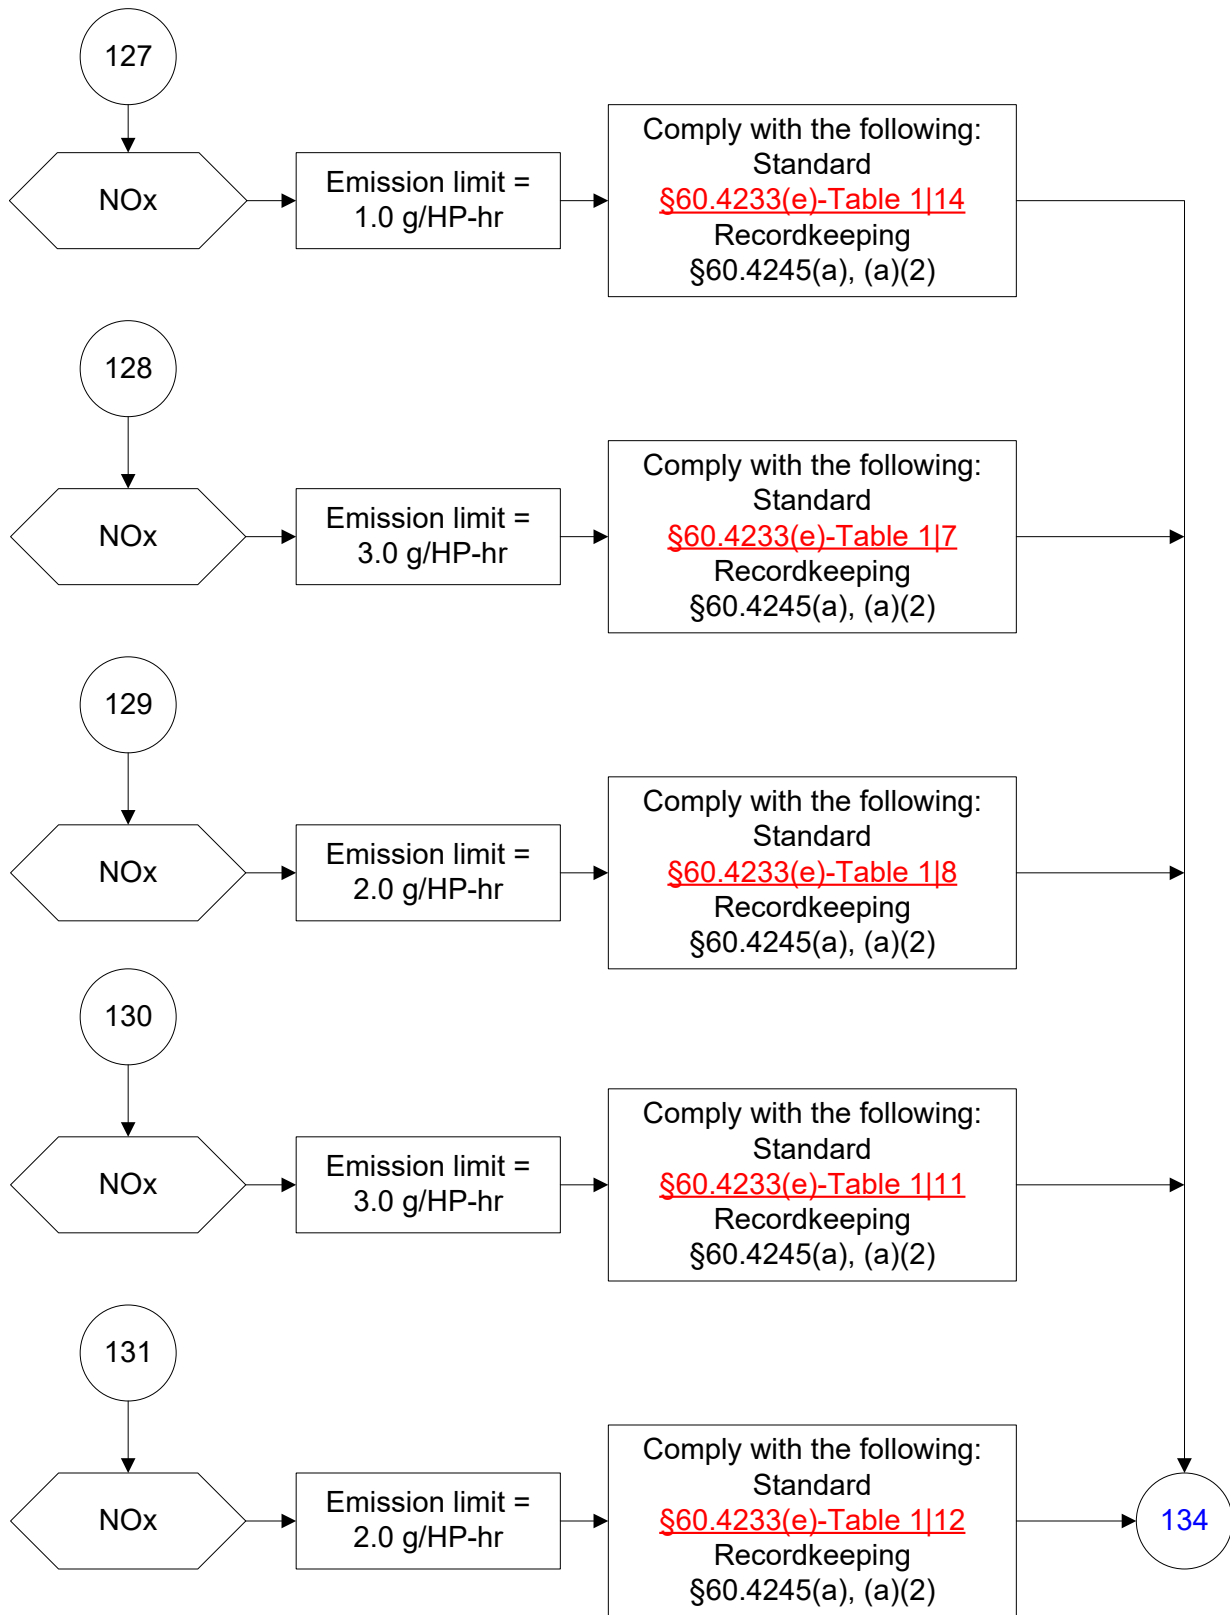 127
NOx
Emission limit =
1.0 g/HP-hr
Comply with the following:
Standard
§60.4233(e)-Table 1|14
Recordkeeping
§60.4245(a), (a)(2)
128
NOx
Emission limit =
3.0 g/HP-hr
Comply with the following:
Standard
§60.4233(e)-Table 1|7
Recordkeeping
§60.4245(a), (a)(2)
129
NOx
Emission limit =
2.0 g/HP-hr
Comply with the following:
Standard
§60.4233(e)-Table 1|8
Recordkeeping
§60.4245(a), (a)(2)
130
NOx
Emission limit =
3.0 g/HP-hr
Comply with the following:
Standard
§60.4233(e)-Table 1|11
Recordkeeping
§60.4245(a), (a)(2)
131
NOx
Emission limit =
2.0 g/HP-hr
Comply with the following:
Standard
§60.4233(e)-Table 1|12
Recordkeeping
§60.4245(a), (a)(2)
134